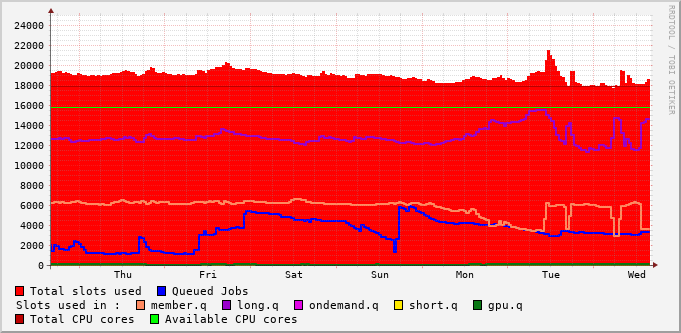 RRDTOOL / TOBI OETIKER
24000
22000
20000
18000
16000
14000
12000
10000
8000
6000
4000
2000
0
Thu Fri Sat Sun Mon Tue Wed
Total slots used Queued Jobs
Slots used in : member.q long.q ondemand.q short.q gpu.q
Total CPU cores Available CPU cores